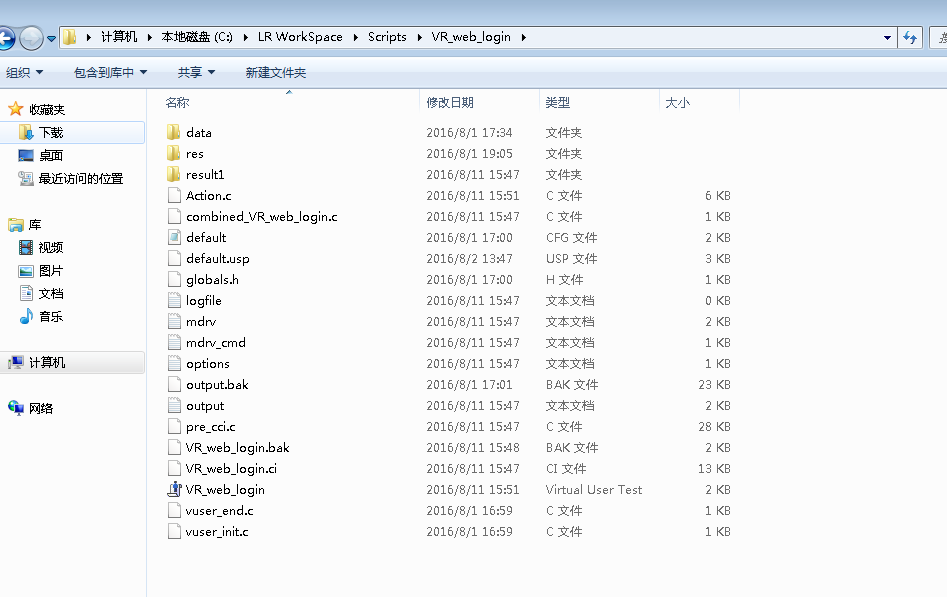 计算机 本地磁盘 (C:) LR WorkSpace Scripts VR_web_login
组织 包含到库中 共享 新建文件夹
收藏夹
下载
桌面
最近访问的位置
库
视频
图片
文档
音乐
计算机
网络
名称 修改日期 类型 大小
data 2016/8/1 17:34 文件夹
res 2016/8/1 19:05 文件夹
result1 2016/8/11 15:47 文件夹
Action.c 2016/8/11 15:51 C 文件 6 KB
combined_VR_web_login.c 2016/8/11 15:47 C 文件 1 KB
default 2016/8/1 17:00 CFG 文件 2 KB
default.usp 2016/8/2 13:47 USP 文件 3 KB
globals.h 2016/8/1 17:00 H 文件 1 KB
logfile 2016/8/11 15:47 文本文档 0 KB
mdrv 2016/8/11 15:47 文本文档 2 KB
mdrv_cmd 2016/8/11 15:47 文本文档 1 KB
options 2016/8/11 15:47 文本文档 1 KB
output.bak 2016/8/1 17:01 BAK 文件 23 KB
output 2016/8/11 15:47 文本文档 2 KB
pre_cci.c 2016/8/11 15:47 C 文件 28 KB
VR_web_login.bak 2016/8/11 15:48 BAK 文件 2 KB
VR_web_login.ci 2016/8/11 15:47 CI 文件 13 KB
VR_web_login 2016/8/11 15:51 Virtual User Test 2 KB
vuser_end.c 2016/8/1 16:59 C 文件 1 KB
vuser_init.c 2016/8/1 16:59 C 文件 1 KB